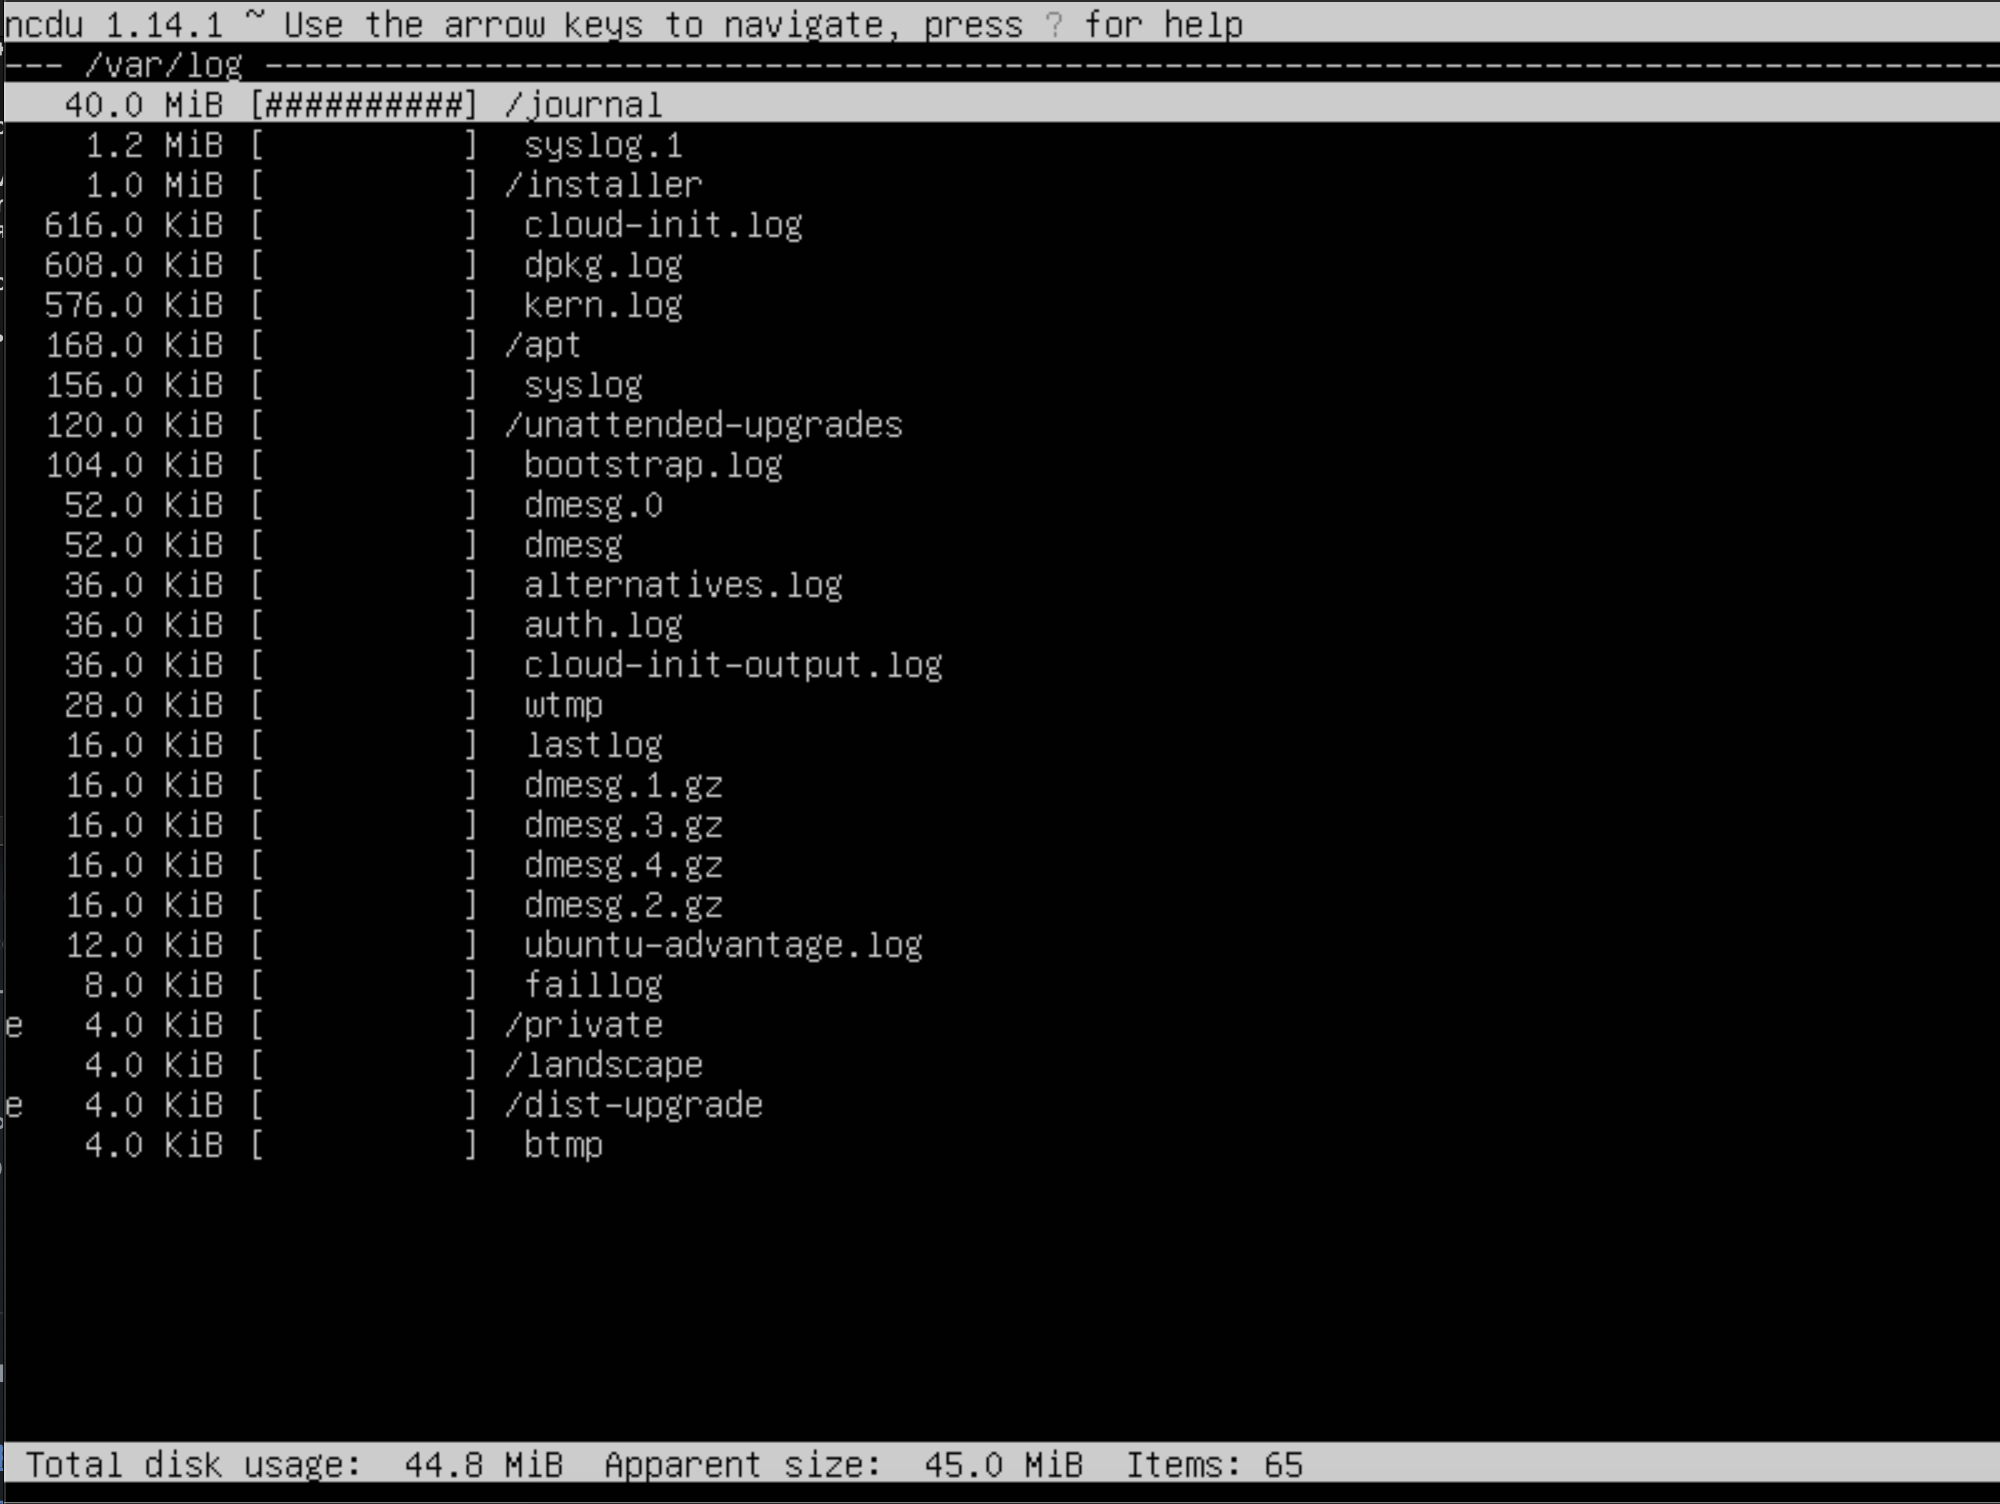 ncdu 1.14.1 ~ Use the arrow keys to navigate, press ? for help
--- /var/log ----------------------------------------------------------------------------------------
   40.0 MiB [##########] /journal
    1.2 MiB [          ]  syslog.1
    1.0 MiB [          ] /installer
  616.0 KiB [          ]  cloud-init.log
  608.0 KiB [          ]  dpkg.log
  576.0 KiB [          ]  kern.log
  168.0 KiB [          ] /apt
  156.0 KiB [          ]  syslog
  120.0 KiB [          ] /unattended-upgrades
  104.0 KiB [          ]  bootstrap.log
   52.0 KiB [          ]  dmesg.0
   52.0 KiB [          ]  dmesg
   36.0 KiB [          ]  alternatives.log
   36.0 KiB [          ]  auth.log
   36.0 KiB [          ]  cloud-init-output.log
   28.0 KiB [          ]  wtmp
   16.0 KiB [          ]  lastlog
   16.0 KiB [          ]  dmesg.1.gz
   16.0 KiB [          ]  dmesg.3.gz
   16.0 KiB [          ]  dmesg.4.gz
   16.0 KiB [          ]  dmesg.2.gz
   12.0 KiB [          ]  ubuntu-advantage.log
    8.0 KiB [          ]  faillog
e   4.0 KiB [          ] /private
    4.0 KiB [          ] /landscape
e   4.0 KiB [          ] /dist-upgrade
    4.0 KiB [          ]  btmp
 Total disk usage:  44.8 MiB  Apparent size:  45.0 MiB  Items: 65